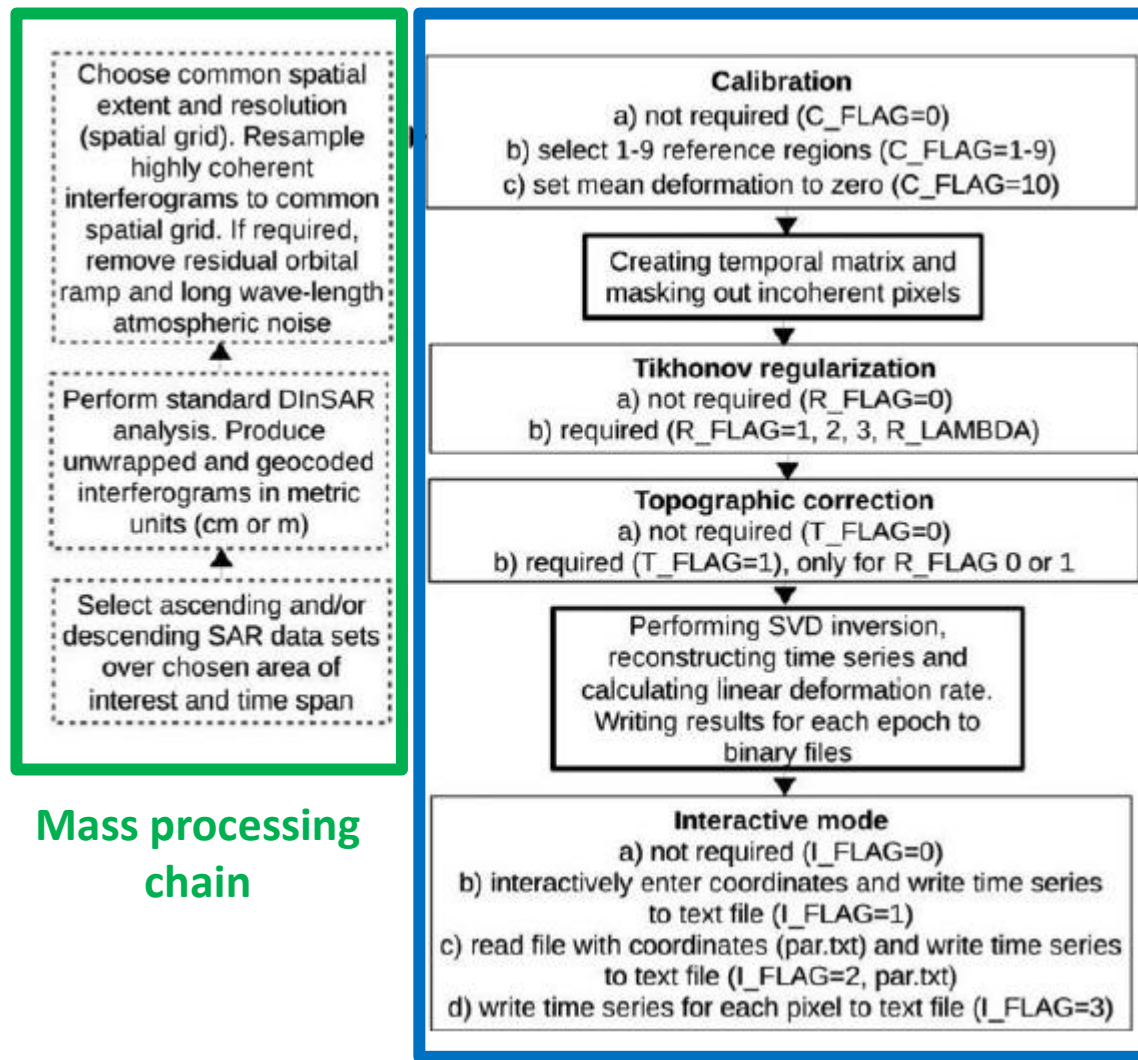 Choose common spatial
extent and resolution
(spatial grid). Resample
highly coherent
interferograms to common
spatial grid. If required,
remove residual orbital
ramp and long wave-length
atmospheric noise
Perform standard DInSAR
analysis. Produce
unwrapped and geocoded
interferograms in metric
units (cm or m)
Select ascending and/or
descending SAR data sets
over chosen area of
interest and time span
Mass processing
chain
Calibration
a) not required (C_FLAG=0)
b) select 1-9 reference regions (C_FLAG=1-9)
c) set mean deformation to zero (C_FLAG=10)
Creating temporal matrix and
masking out incoherent pixels
Tikhonov regularization
a) not required (R_FLAG=0)
b) required (R_FLAG=1, 2, 3, R_LAMBDA)
Topographic correction
a) not required (T_FLAG=0)
b) required (T_FLAG=1), only for R_FLAG 0 or 1
Performing SVD inversion,
reconstructing time series and
calculating linear deformation rate.
Writing results for each epoch to
binary files
Interactive mode
a) not required (I_FLAG=0)
b) interactively enter coordinates and write time series
to text file (I_FLAG=1)
c) read file with coordinates (par.txt) and write time series
to text file (I_FLAG=2, par.txt)
d) write time series for each pixel to text file (I_FLAG=3)